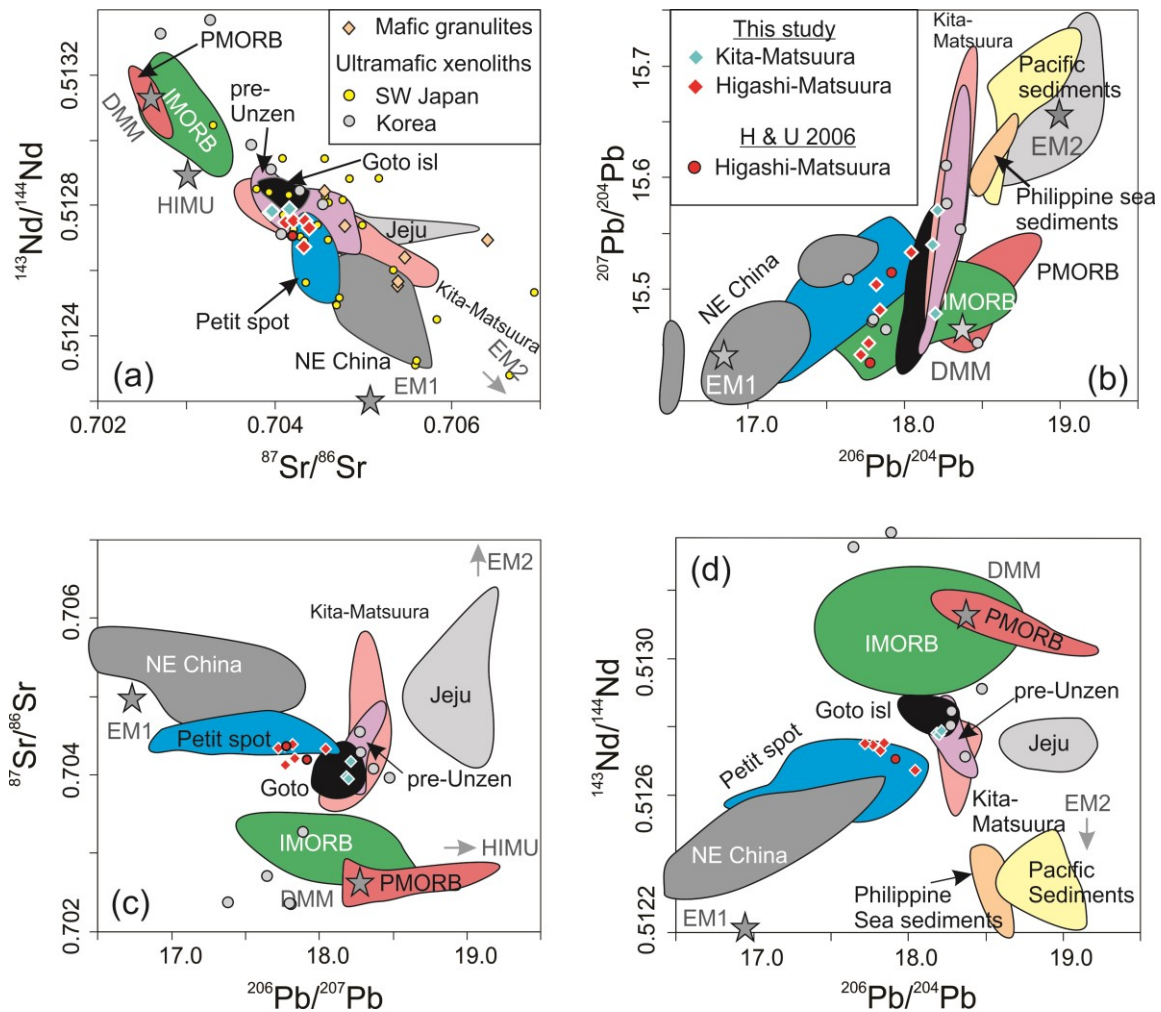 0.5132
0.5128
0.5124
¹⁴³Nd/¹⁴⁴Nd
PMORB
DMM
IMORB
HIMU
pre-
Unzen
Goto isl
Jeju
Petit spot
Kita-Matsuura
NE China
EM2
EM1
(a)
Mafic granulites
Ultramafic xenoliths
SW Japan
Korea
0.702
0.704
0.706
⁸⁷Sr/⁸⁶Sr
15.7
15.6
15.5
²⁰⁷Pb/²⁰⁴Pb
This study
Kita-Matsuura
Higashi-Matsuura
H & U 2006
Higashi-Matsuura
Kita-
Matsuura
Pacific
sediments
EM2
Philippine sea
sediments
NE China
PMORB
IMORB
EM1
DMM
(b)
17.0
18.0
19.0
²⁰⁶Pb/²⁰⁴Pb
(c)
0.706
0.704
0.702
⁸⁷Sr/⁸⁶Sr
EM2
Kita-Matsuura
NE China
EM1
Jeju
Petit spot
Goto
pre-Unzen
IMORB
HIMU
DMM
PMORB
17.0
18.0
19.0
²⁰⁶Pb/²⁰⁷Pb
(d)
0.5130
0.5126
0.5122
¹⁴³Nd/¹⁴⁴Nd
DMM
PMORB
IMORB
pre-Unzen
Goto isl
Petit spot
Jeju
Kita-
Matsuura
EM2
NE China
Philippine
Sea sediments
Pacific
Sediments
EM1
17.0
18.0
19.0
²⁰⁶Pb/²⁰⁴Pb